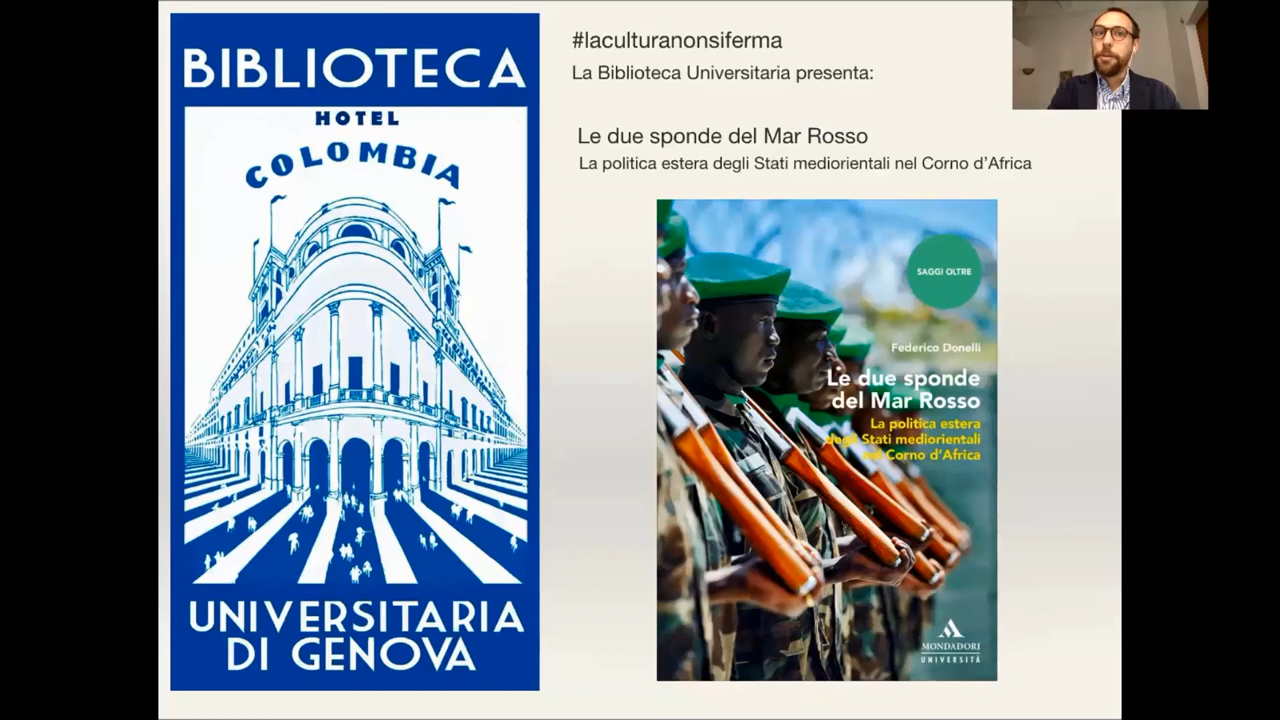 BIBLIOTECA
HOTEL
COLOMBIA
UNIVERSITARIA
DI GENOVA
#laculturanonsiferma
La Biblioteca Universitaria presenta:
Le due sponde del Mar Rosso
La politica estera degli Stati mediorientali nel Corno d'Africa
SAGGI OLTRE
Federico Donelli
Le due sponde
del Mar Rosso
La politica estera
degli Stati mediorientali
nel Corno d'Africa
MONDADORI
UNIVERSITÀ